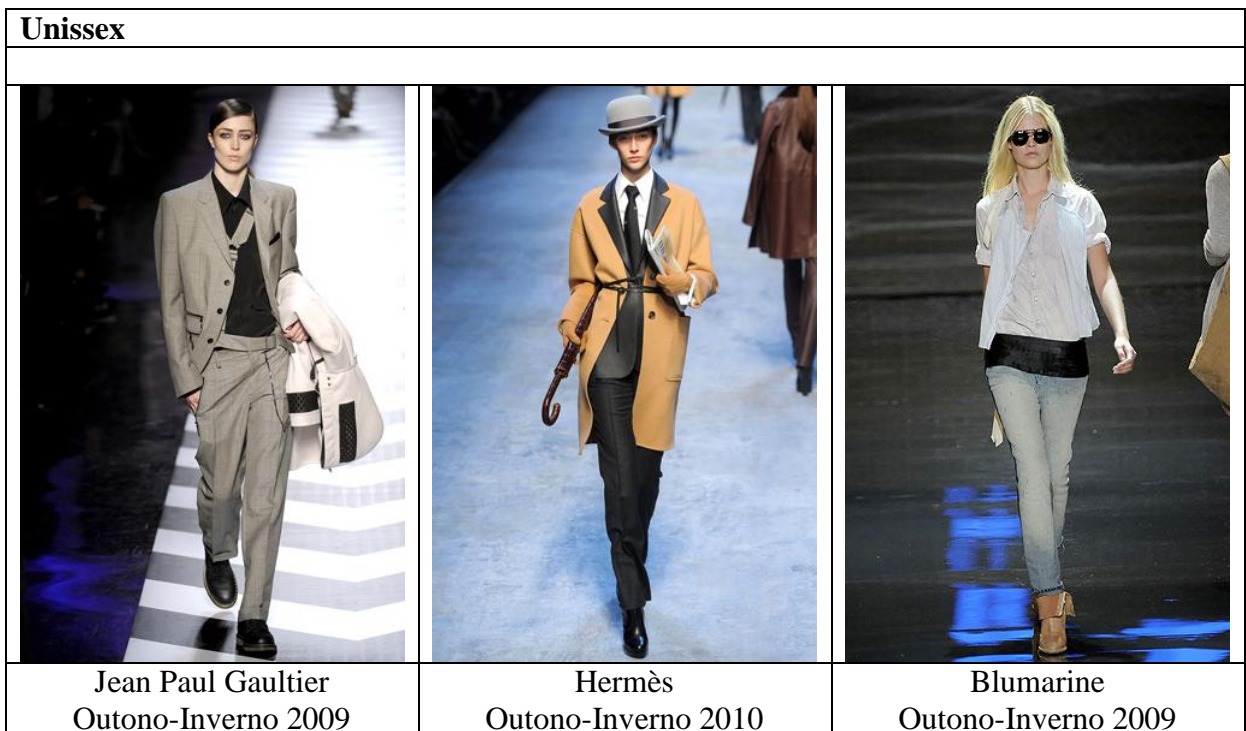 Unissex
Jean Paul Gaultier
Outono-Inverno 2009
Hermès
Outono-Inverno 2010
Blumarine
Outono-Inverno 2009